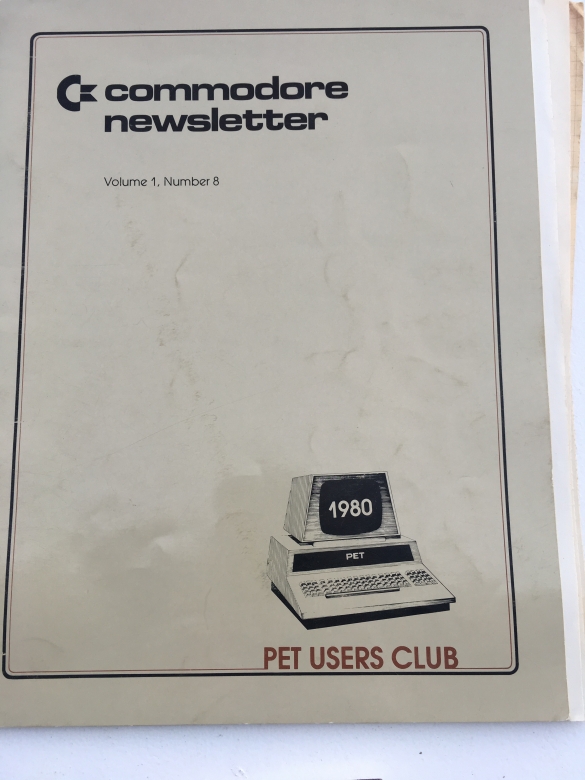 commodore
newsletter
Volume 1, Number 8
1980
PET
PET USERS CLUB